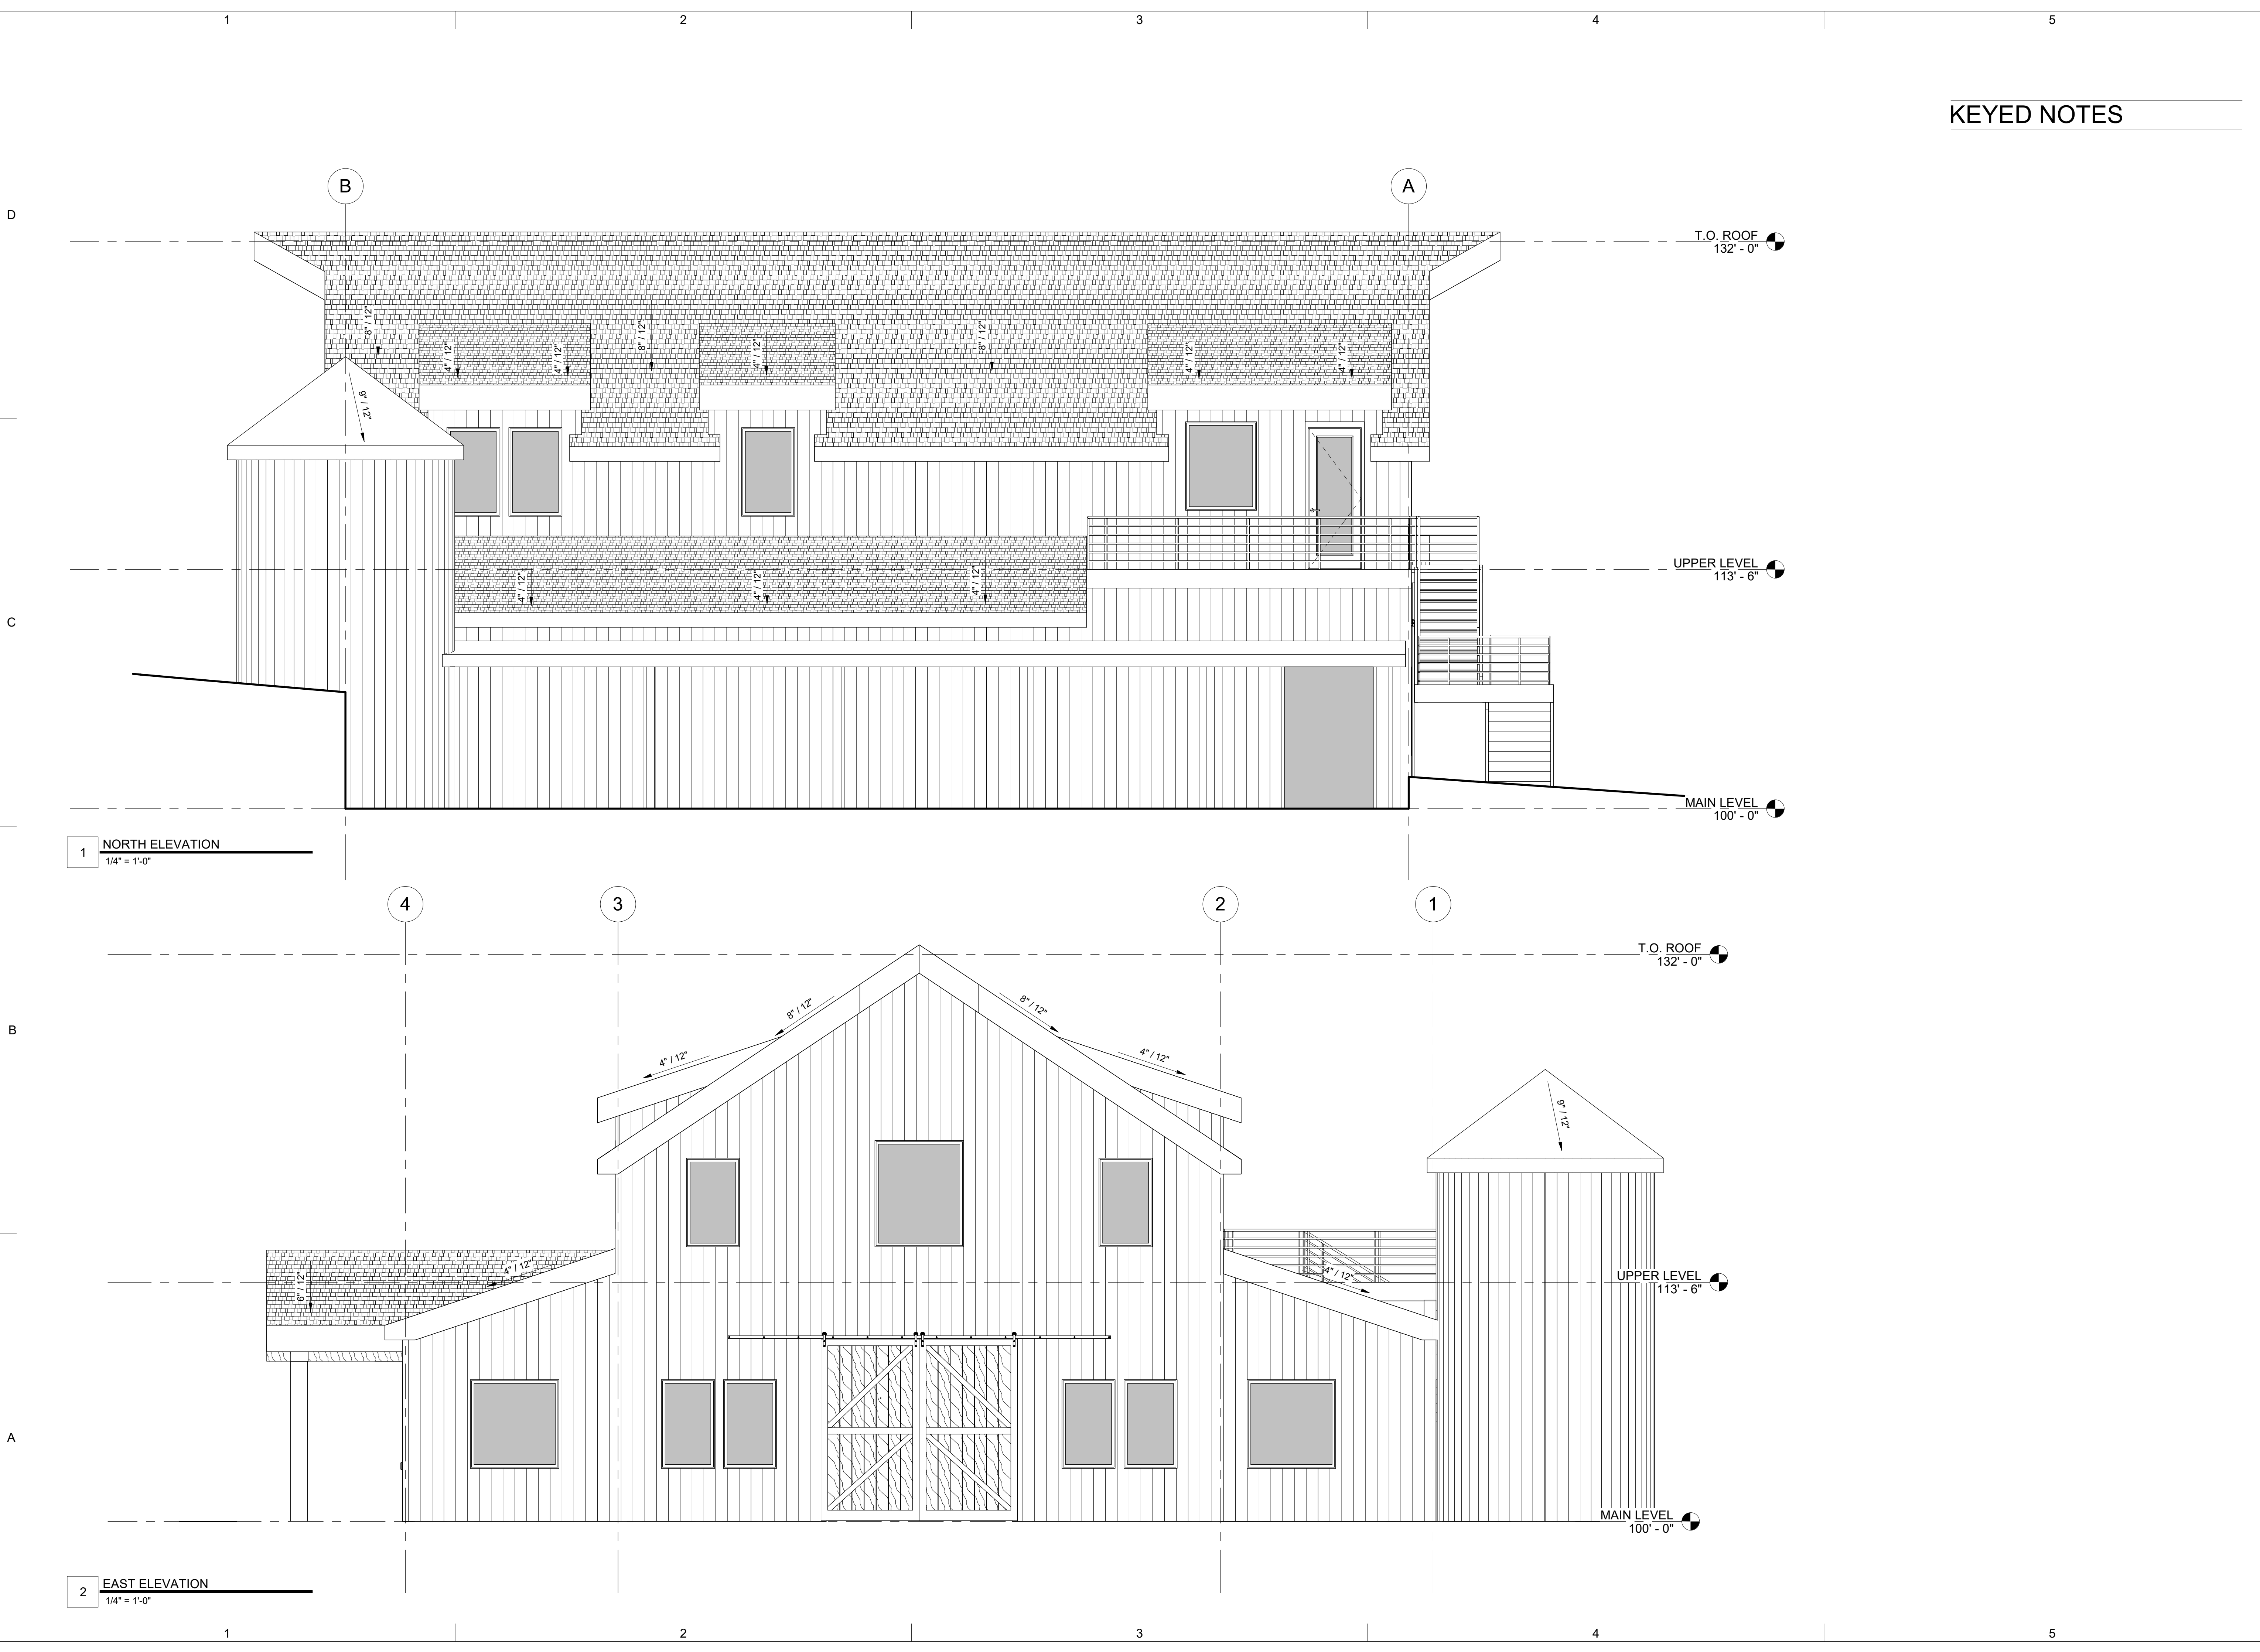 1 2 3 4 5
KEYED NOTES
B A
D
T.O. ROOF
132' - 0"
8" / 12"
8" / 12"
8" / 12"
4" / 12"
4" / 12"
4" / 12"
4" / 12"
4" / 12"
9" / 12"
UPPER LEVEL
113' - 6"
4" / 12"
4" / 12"
4" / 12"
C
MAIN LEVEL
100' - 0"
1 NORTH ELEVATION
1/4" = 1'-0"
4 3 2 1
T.O. ROOF
132' - 0"
8" / 12"
8" / 12"
B
4" / 12"
4" / 12"
9" / 12"
4" / 12"
6" / 12"
4" / 12"
UPPER LEVEL
113' - 6"
A
MAIN LEVEL
100' - 0"
2 EAST ELEVATION
1/4" = 1'-0"
1 2 3 4 5